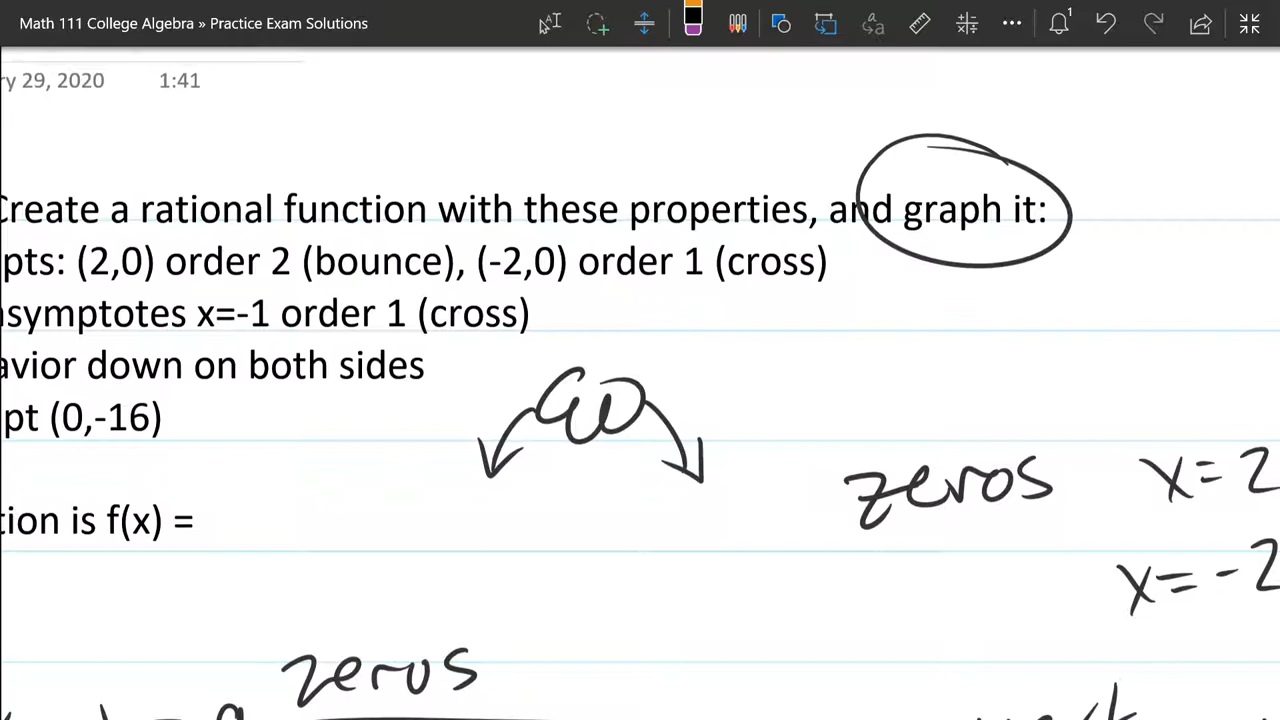 Math 111 College Algebra » Practice Exam Solutions
1
ry 29, 2020 1:41
Create a rational function with these properties, and graph it:
pts: (2,0) order 2 (bounce), (-2,0) order 1 (cross)
symptotes x=-1 order 1 (cross)
avior down on both sides
pt (0,-16)
zeros x=2
tion is f(x) =
x=-2
zeros